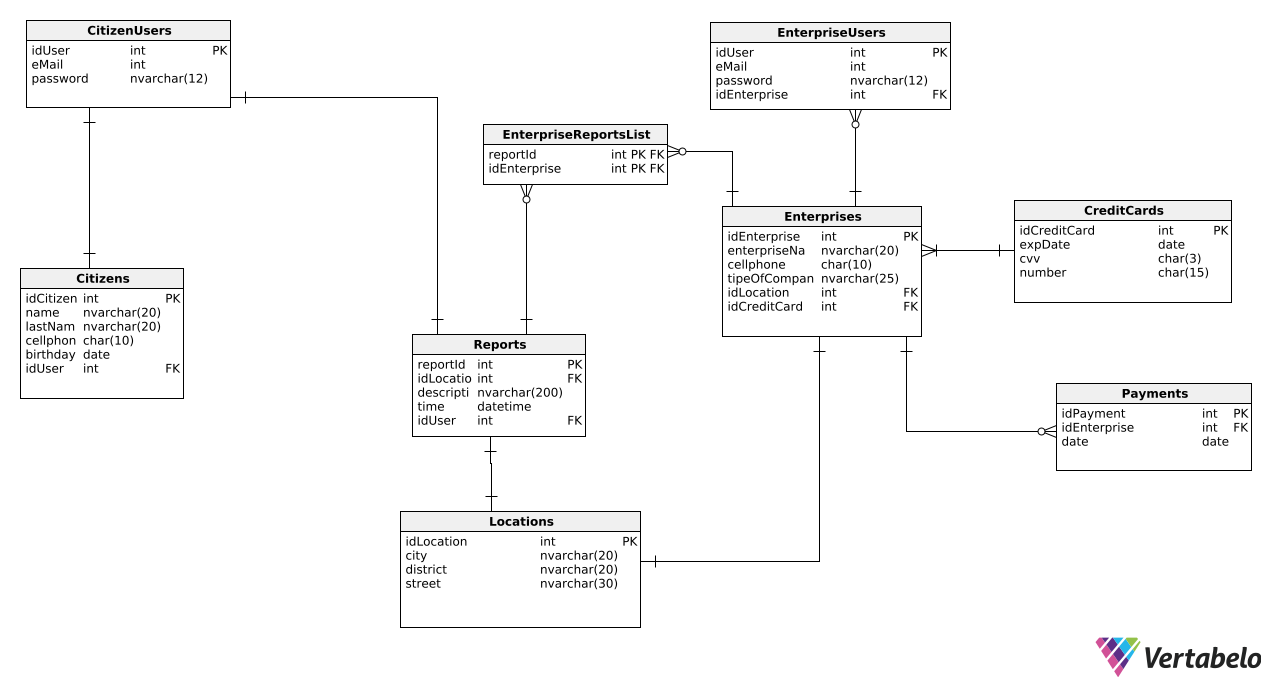 CitizenUsers
idUser int PK
eMail int
password nvarchar(12)
EnterpriseUsers
idUser int PK
eMail int
password nvarchar(12)
idEnterprise int FK
EnterpriseReportsList
reportId int PK FK
idEnterprise int PK FK
Enterprises
idEnterprise int PK
enterpriseNa nvarchar(20)
cellphone char(10)
tipeOfCompan nvarchar(25)
idLocation int FK
idCreditCard int FK
CreditCards
idCreditCard int PK
expDate date
cvv char(3)
number char(15)
Citizens
idCitizen int PK
name nvarchar(20)
lastNam nvarchar(20)
cellphon char(10)
birthday date
idUser int FK
Reports
reportId int PK
idLocatio int FK
descripti nvarchar(200)
time datetime
idUser int FK
Payments
idPayment int PK
idEnterprise int FK
date date
Locations
idLocation int PK
city nvarchar(20)
district nvarchar(20)
street nvarchar(30)
Vertabelo